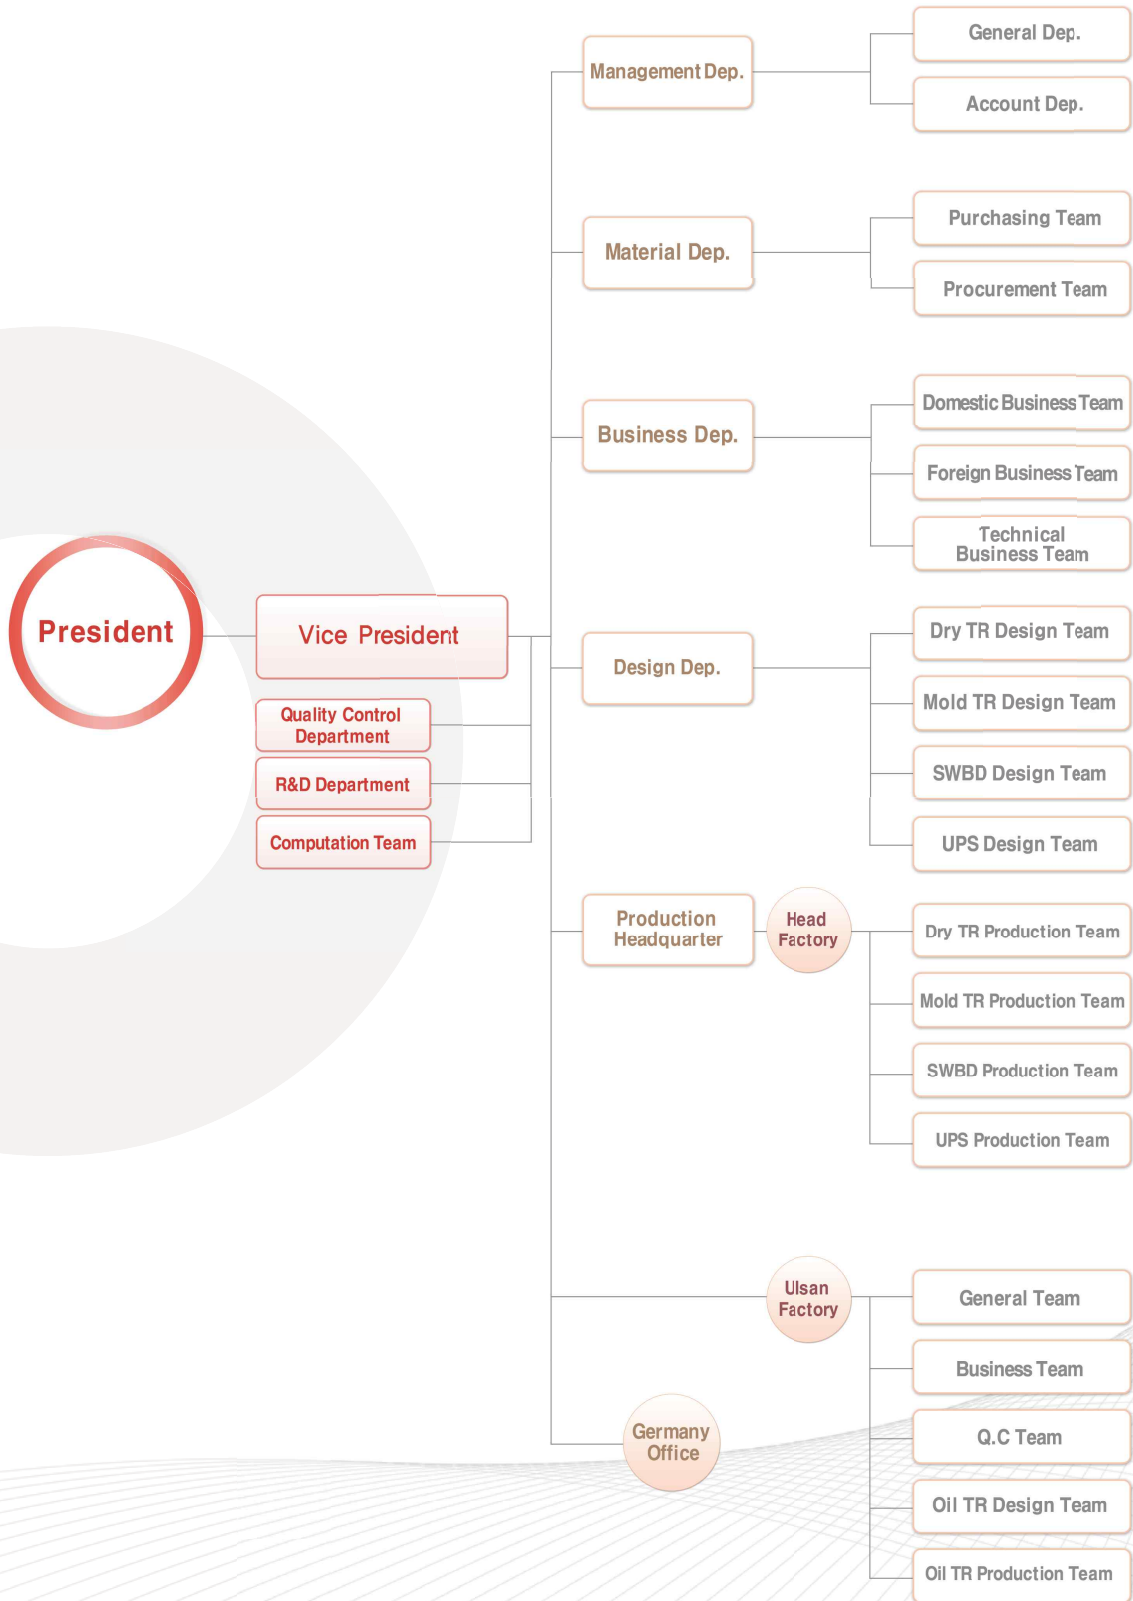 President
Vice President
Quality Control
Department
R&D Department
Computation Team
Management Dep.
General Dep.
Account Dep.
Material Dep.
Purchasing Team
Procurement Team
Business Dep.
Domestic Business Team
Foreign Business Team
Technical
Business Team
Design Dep.
Dry TR Design Team
Mold TR Design Team
SWBD Design Team
UPS Design Team
Production
Headquarter
Head
Factory
Dry TR Production Team
Mold TR Production Team
SWBD Production Team
UPS Production Team
Ulsan
Factory
General Team
Business Team
Q.C Team
Oil TR Design Team
Oil TR Production Team
Germany
Office